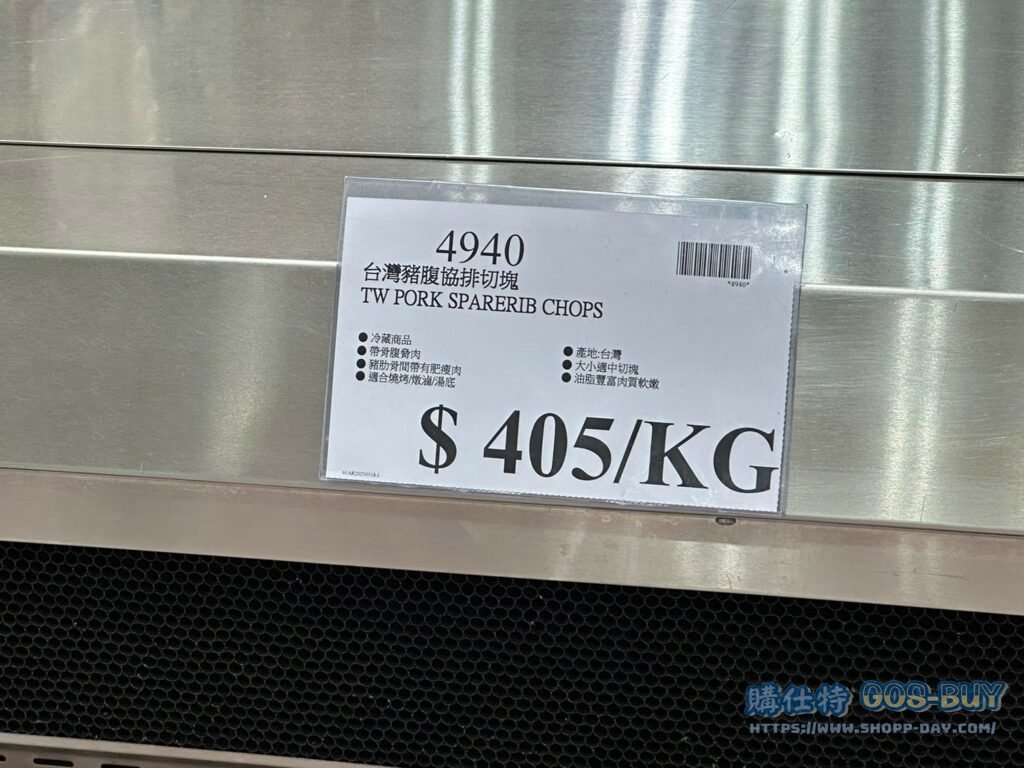 4940
台灣豬腹協排切塊
TW PORK SPARERIB CHOPS
*4940*
●冷藏商品
●帶骨腹脅肉
●豬肋骨間帶有肥瘦肉
●適合燒烤/燉滷/湯底
●產地:台灣
●大小適中切塊
●油脂豐富肉質軟嫩
$ 405/KG
購仕特 GOS-BUY
HTTPS://WWW.SHOPP-DAY.COM/